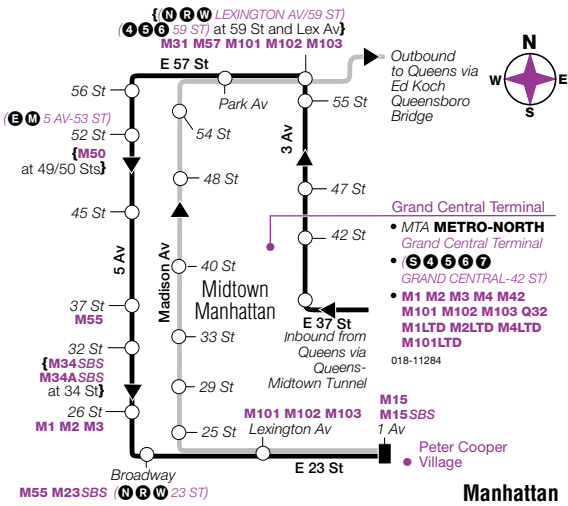 {(N R W LEXINGTON AV/59 ST)
(4 5 6 59 ST) at 59 St and Lex Av}
M31 M57 M101 M102 M103
E 57 St
Park Av
Outbound
to Queens via
Ed Koch
Queensboro
Bridge
N
W E
S
56 St
(E M 5 AV-53 ST)
52 St
{M50
at 49/50 Sts}
45 St
5 Av
37 St
M55
32 St
{M34SBS
M34ASBS
at 34 St}
26 St
M1 M2 M3
54 St
48 St
Madison Av
40 St
33 St
29 St
25 St
Midtown
Manhattan
55 St
3 Av
47 St
42 St
E 37 St
Inbound from
Queens via
Queens-
Midtown Tunnel
Grand Central Terminal
• MTA METRO-NORTH
Grand Central Terminal
• (S 4 5 6 7
GRAND CENTRAL-42 ST)
• M1 M2 M3 M4 M42
M101 M102 M103 Q32
M1LTD M2LTD M4LTD
M101LTD
018-11284
M101 M102 M103
Lexington Av
M15
M15SBS
1 Av
E 23 St
Peter Cooper
Village
Broadway
M55 M23SBS (N R W 23 ST)
Manhattan